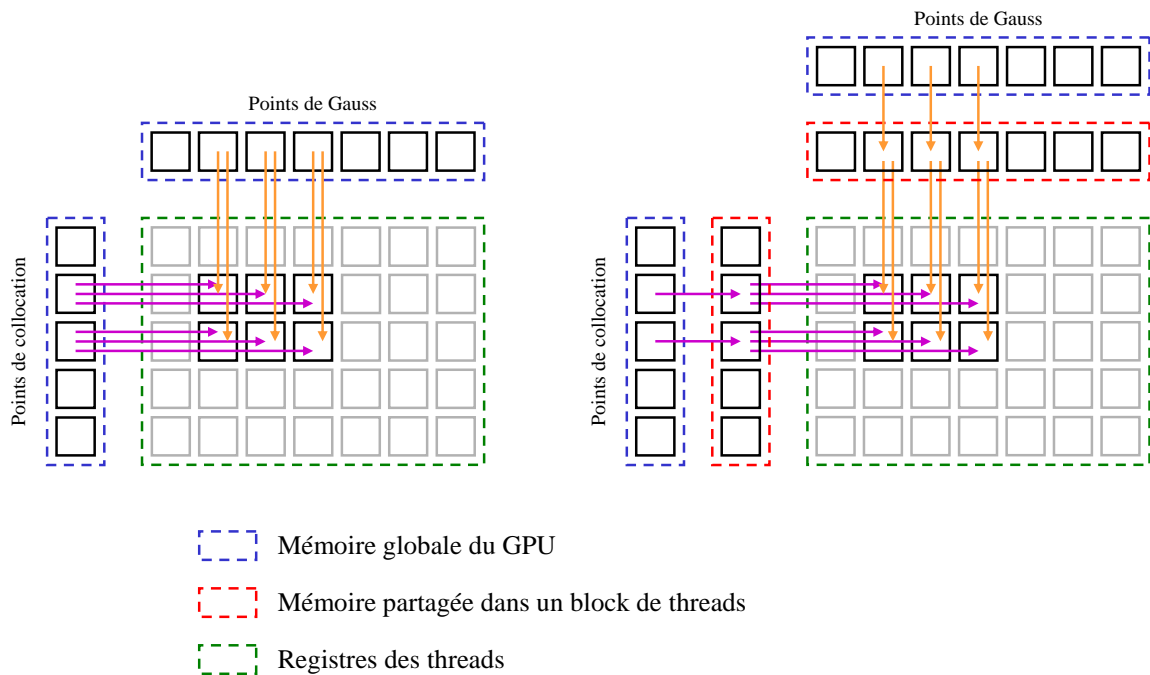 Points de Gauss
Points de collocation
Points de Gauss
Points de collocation
Mémoire globale du GPU
Mémoire partagée dans un block de threads
Registres des threads